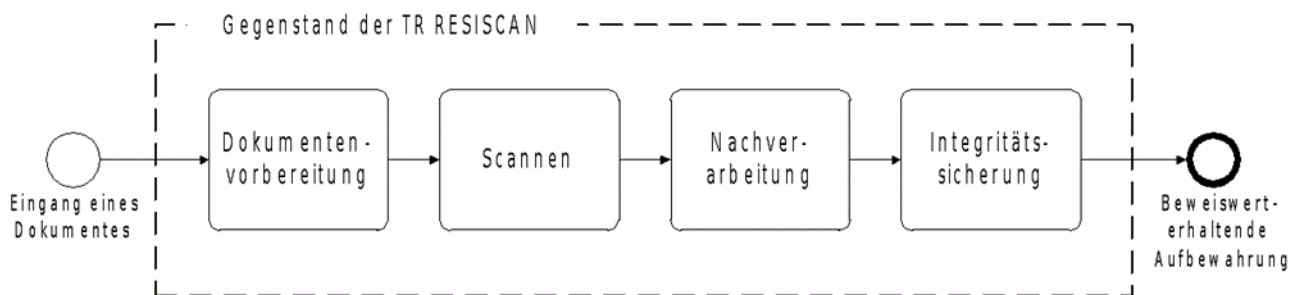 Gegenstand der TR RESISCAN
Eingang eines
Dokumentes
Dokumenten-
vorbereitung
Scannen
Nachver-
arbeitung
Integritäts-
sicherung
Beweiswert-
erhaltende
Aufbewahrung